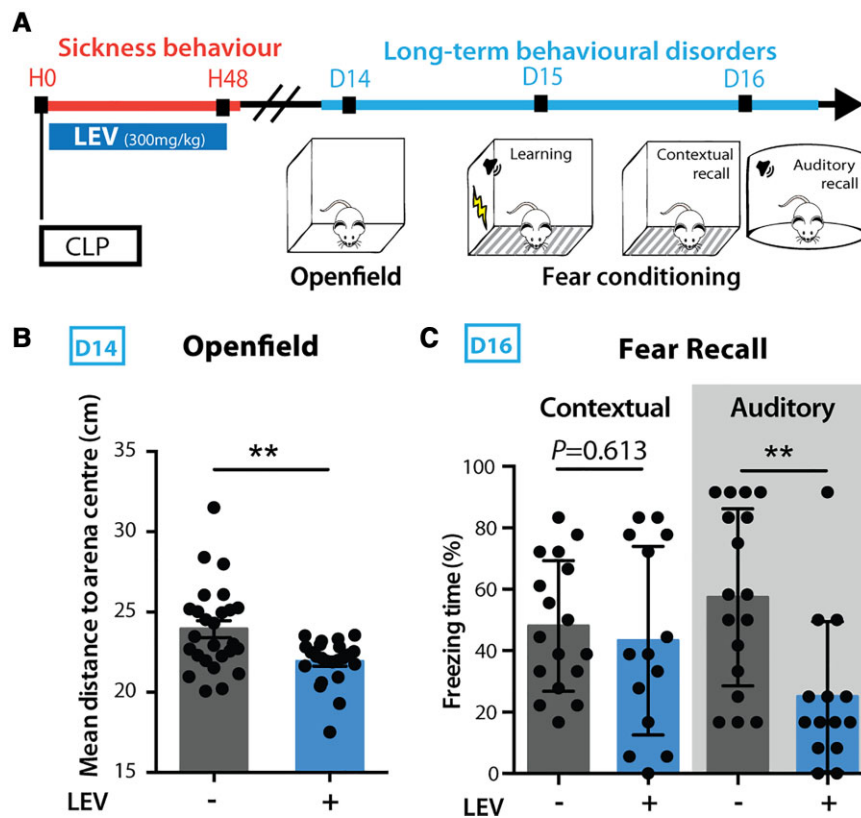 A
Sickness behaviour
Long-term behavioural disorders
H0
H48
D14
D15
D16
LEV (300mg/kg)
CLP
Learning
Contextual
recall
Auditory
recall
Openfield
Fear conditioning
B
D14
Openfield
Mean distance to arena centre (cm)
35
30
25
20
15
**
LEV
-
+
C
D16
Fear Recall
Contextual
Auditory
P=0.613
**
Freezing time (%)
100
80
60
40
20
0
LEV
-
+
-
+